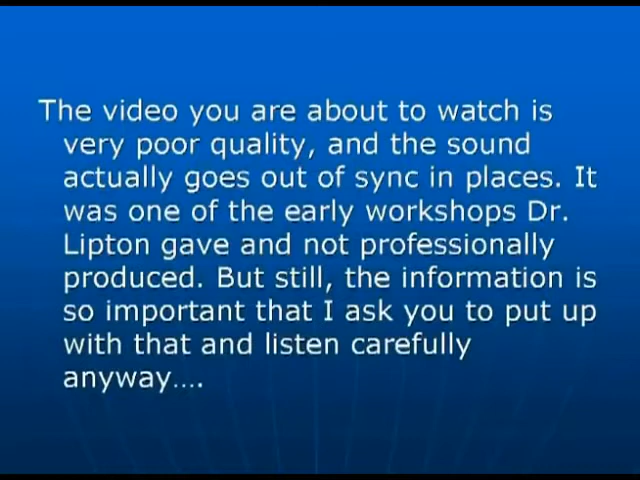 The video you are about to watch is
very poor quality, and the sound
actually goes out of sync in places. It
was one of the early workshops Dr.
Lipton gave and not professionally
produced. But still, the information is
so important that I ask you to put up
with that and listen carefully
anyway….